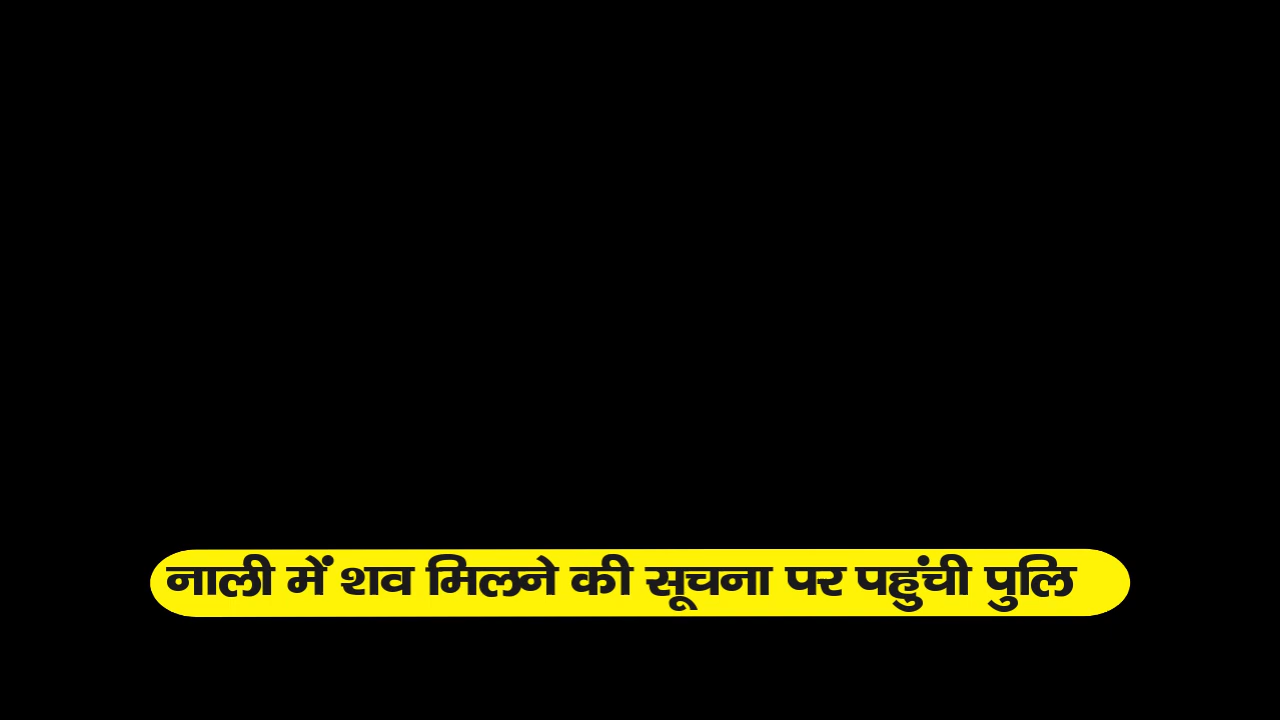 नाली में शव मिलने की सूचना पर पहुंची पुलि